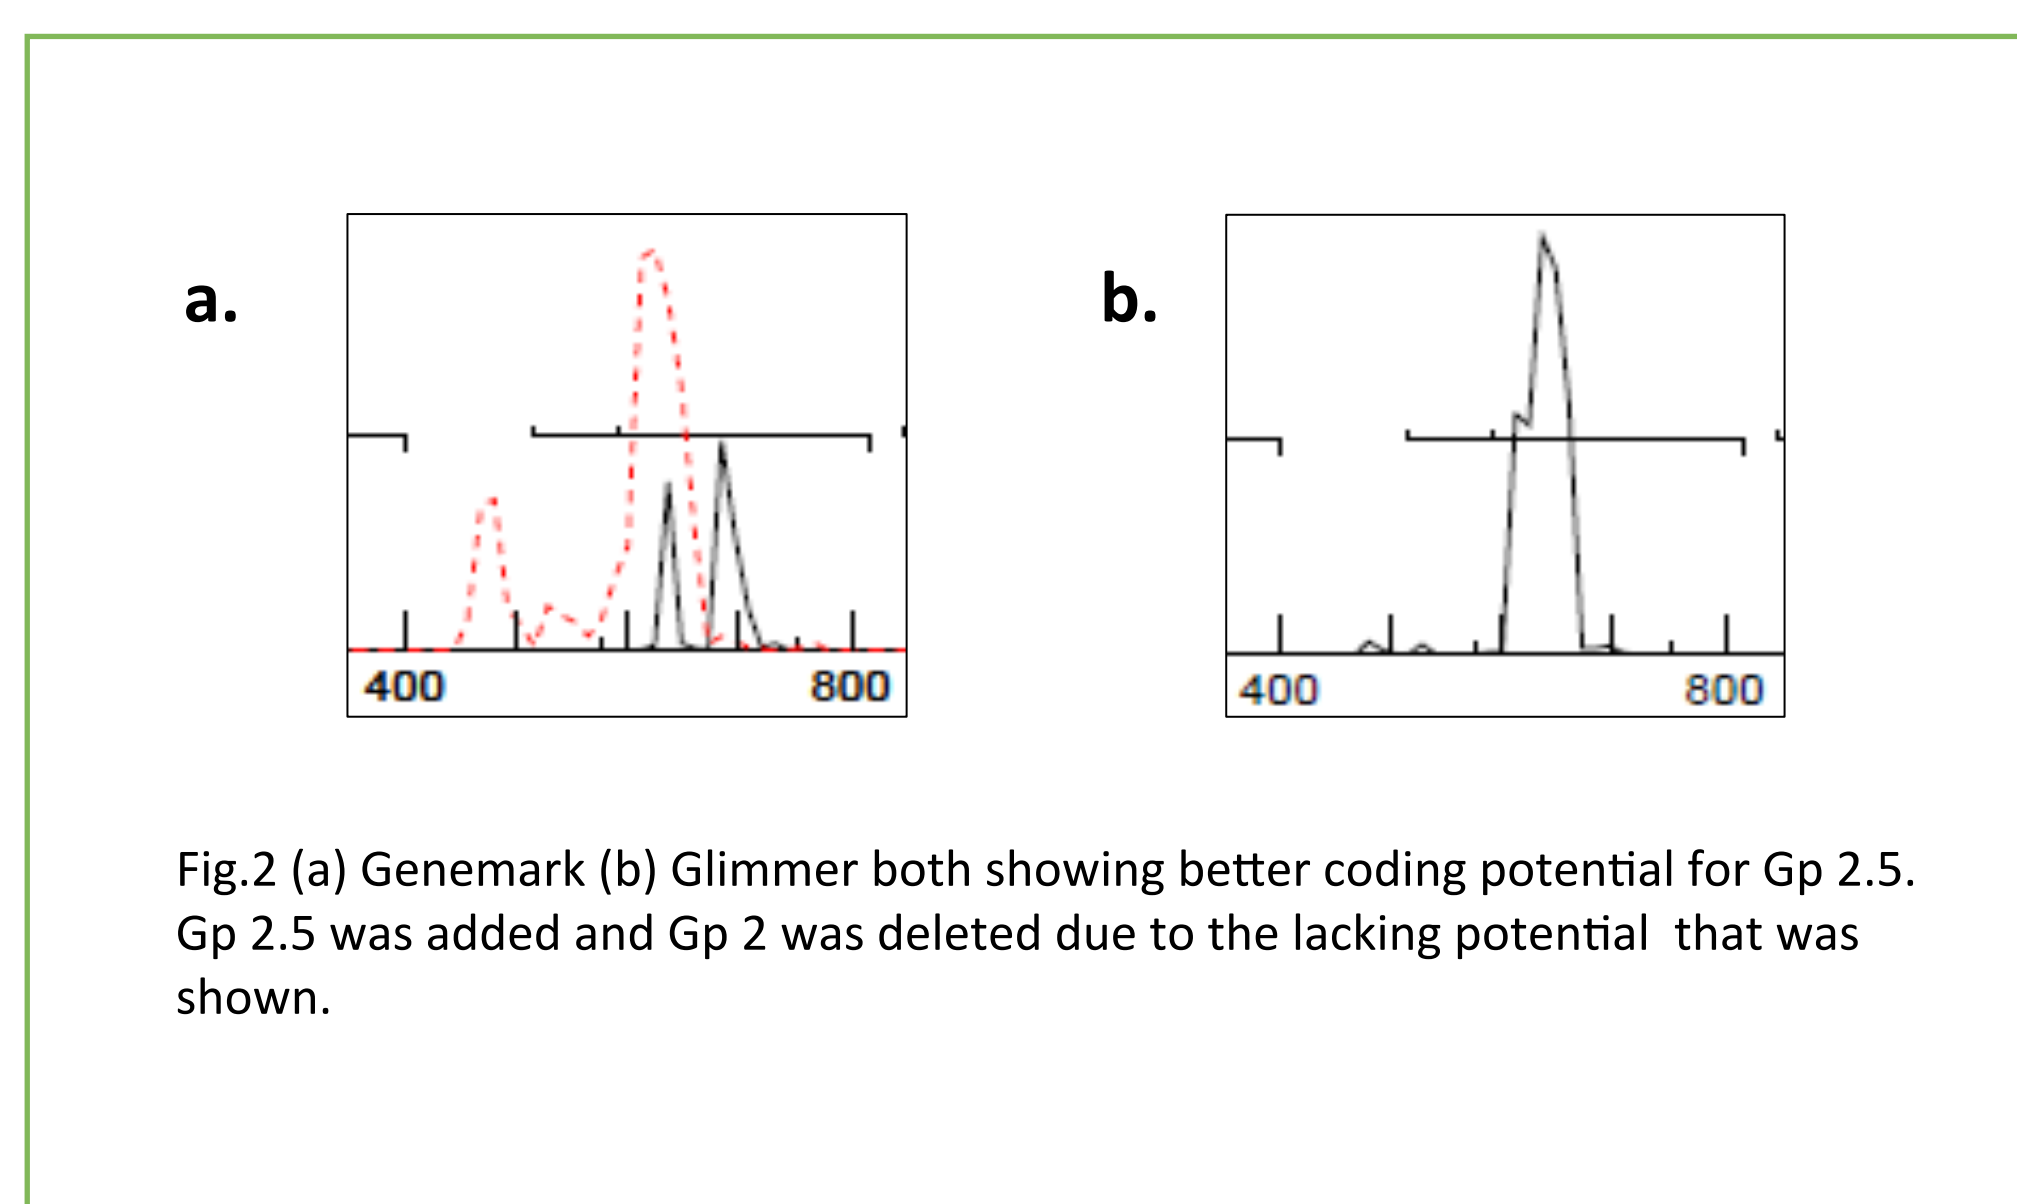 a.
b.
400 800
400 800
Fig.2 (a) Genemark (b) Glimmer both showing better coding potential for Gp 2.5.
Gp 2.5 was added and Gp 2 was deleted due to the lacking potential  that was
shown.